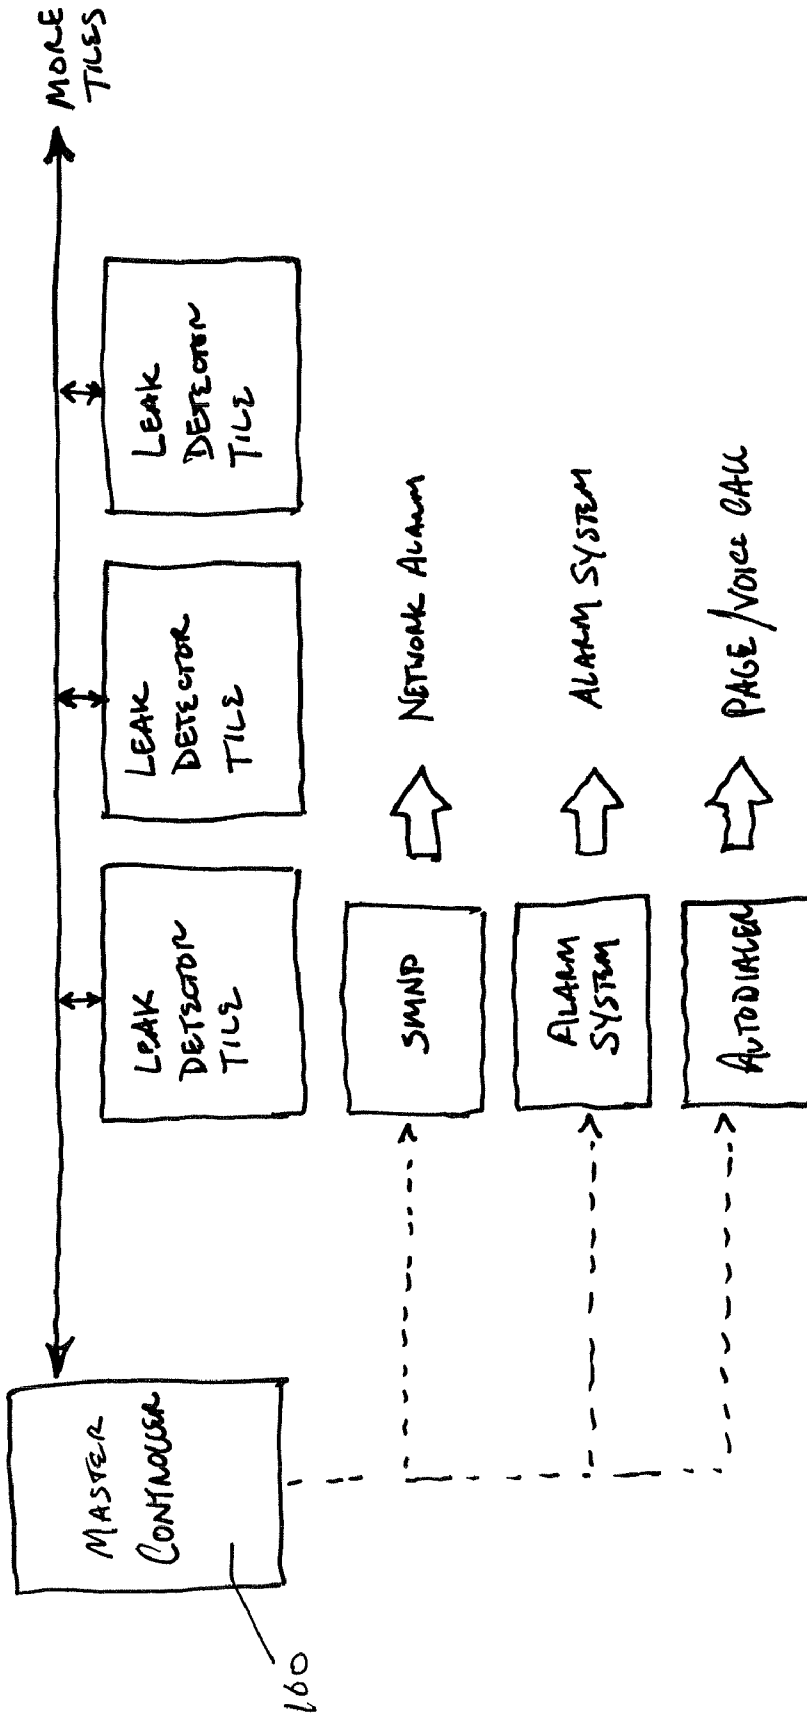 MORE
TILES
LEAK
DETECTOR
TILE
LEAK
DETECTOR
TILE
LEAK
DETECTOR
TILE
MASTER
CONTROLLER
160
SMNP
NETWORK ALARM
ALARM
SYSTEM
ALARM SYSTEM
AUTODIALER
PAGE/VOICE CALL